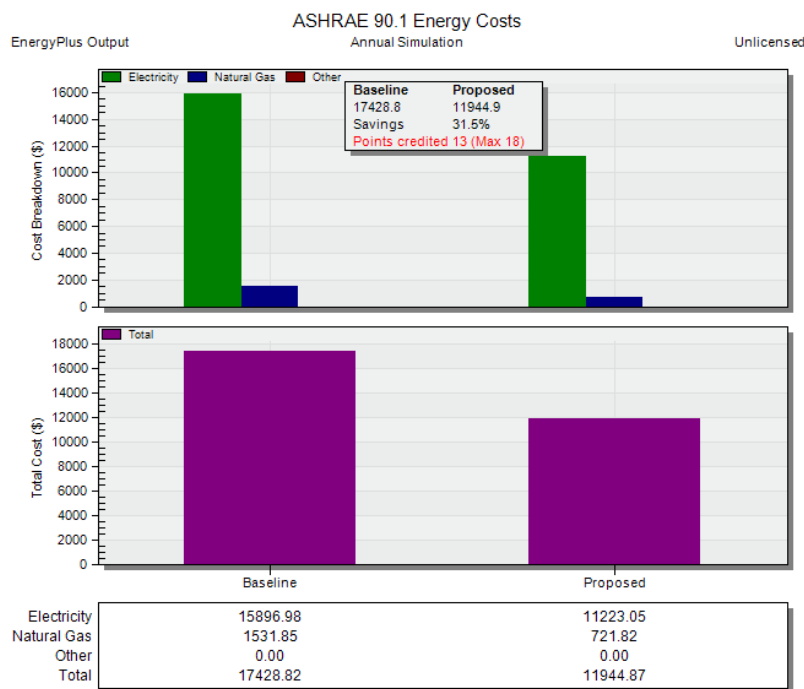 ASHRAE 90.1 Energy Costs
EnergyPlus Output Annual Simulation Unlicensed
Electricity Natural Gas Other
Baseline Proposed
17428.8 11944.9
Savings 31.5%
Points credited 13 (Max 18)
Cost Breakdown ($)
16000
14000
12000
10000
8000
6000
4000
2000
0
Total
Total Cost ($)
18000
16000
14000
12000
10000
8000
6000
4000
2000
0
Baseline Proposed
Electricity 15896.98 11223.05
Natural Gas 1531.85 721.82
Other 0.00 0.00
Total 17428.82 11944.87